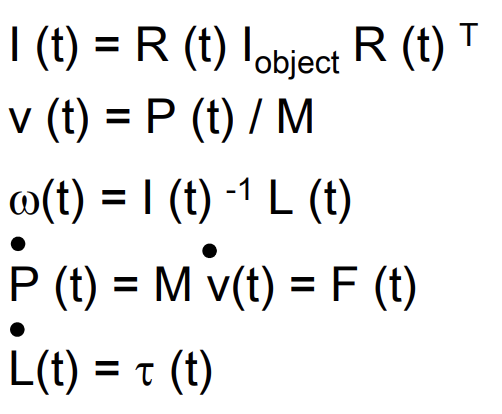 I (t) = R (t) I_object R (t) ^T
v (t) = P (t) / M
ω(t) = I (t) ^-1 L (t)
Ṗ (t) = M v̇(t) = F (t)
L̇(t) = τ (t)